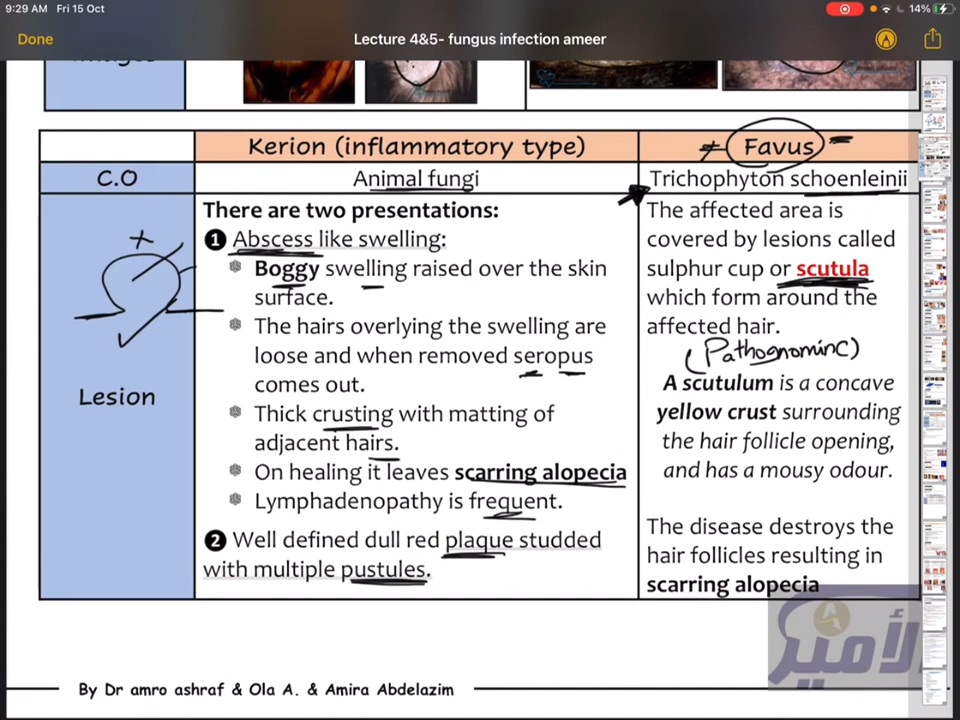 9:29 AM Fri 15 Oct
14%
Done
Lecture 4&5- fungus infection ameer
Kerion (inflammatory type)
Favus
C.O
Animal fungi
Trichophyton schoenleinii
Lesion
There are two presentations:
❶ Abscess like swelling:
Boggy swelling raised over the skin
surface.
The hairs overlying the swelling are
loose and when removed seropus
comes out.
Thick crusting with matting of
adjacent hairs.
On healing it leaves scarring alopecia
Lymphadenopathy is frequent.
❷ Well defined dull red plaque studded
with multiple pustules.
The affected area is
covered by lesions called
sulphur cup or scutula
which form around the
affected hair.
(Pathognominc)
A scutulum is a concave
yellow crust surrounding
the hair follicle opening,
and has a mousy odour.
The disease destroys the
hair follicles resulting in
scarring alopecia
الأمير
By Dr amro ashraf & Ola A. & Amira Abdelazim